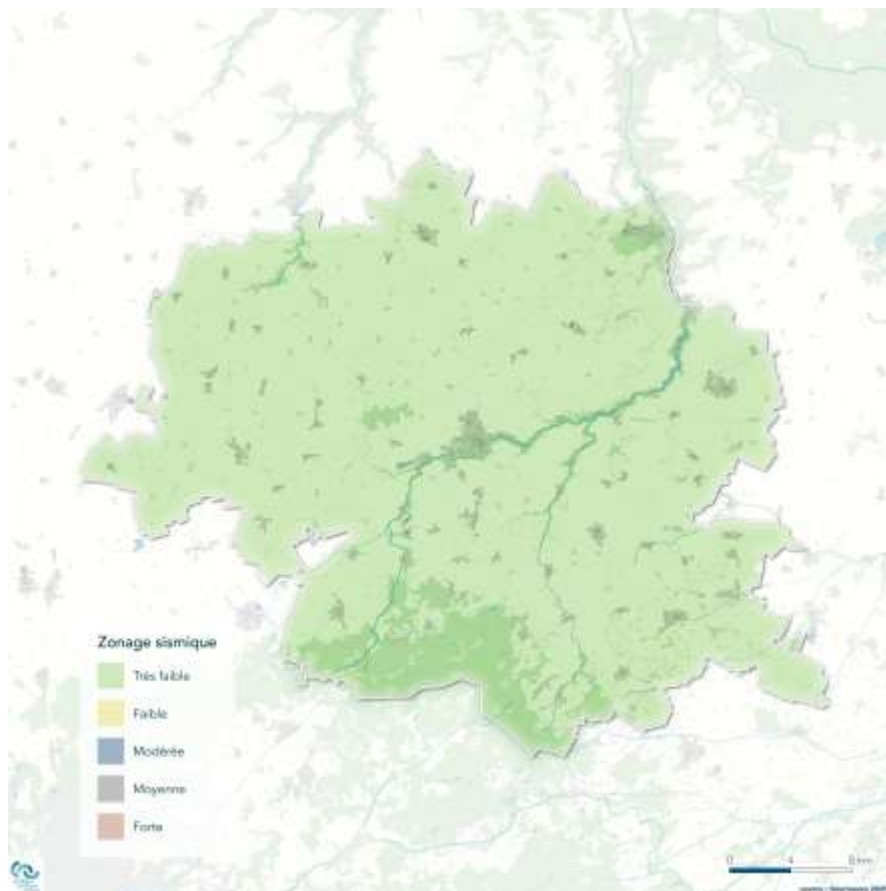 Zonage sismique
Très faible
Faible
Modérée
Moyenne
Forte
0 4 8 km